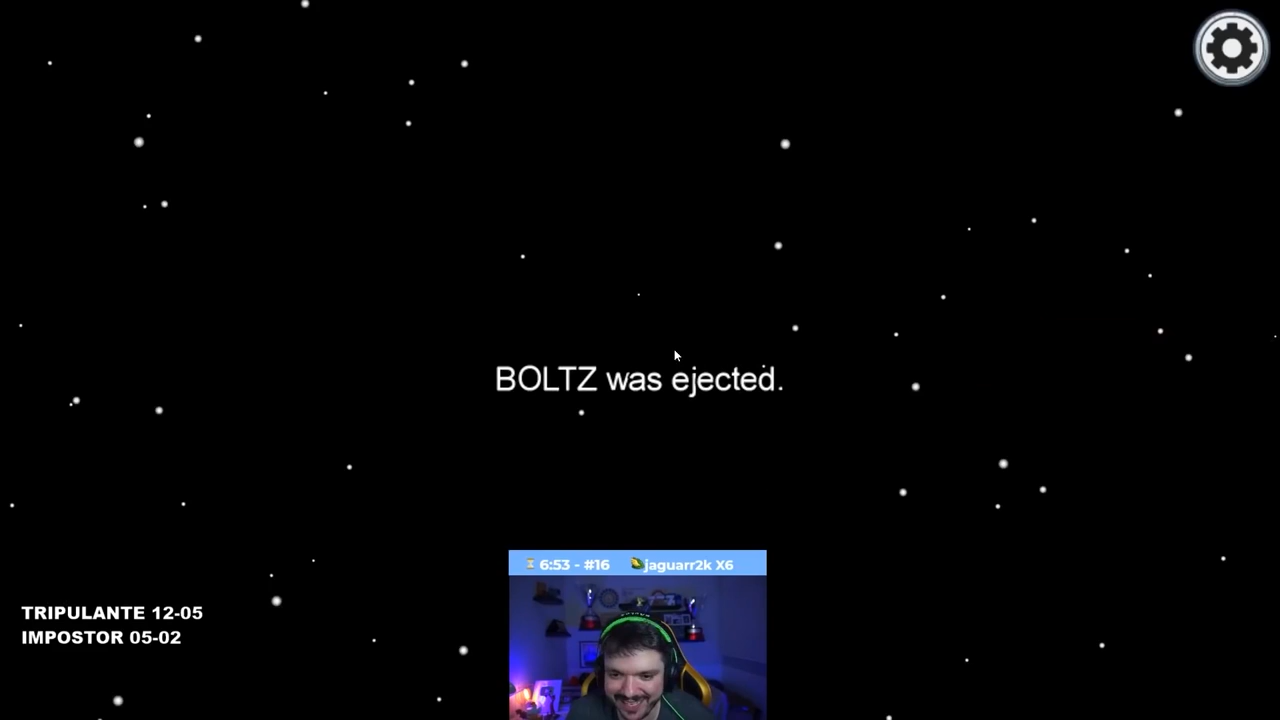 BOLTZ was ejected.
6:53 - #16 jaguarr2k X6
TRIPULANTE 12-05
IMPOSTOR 05-02